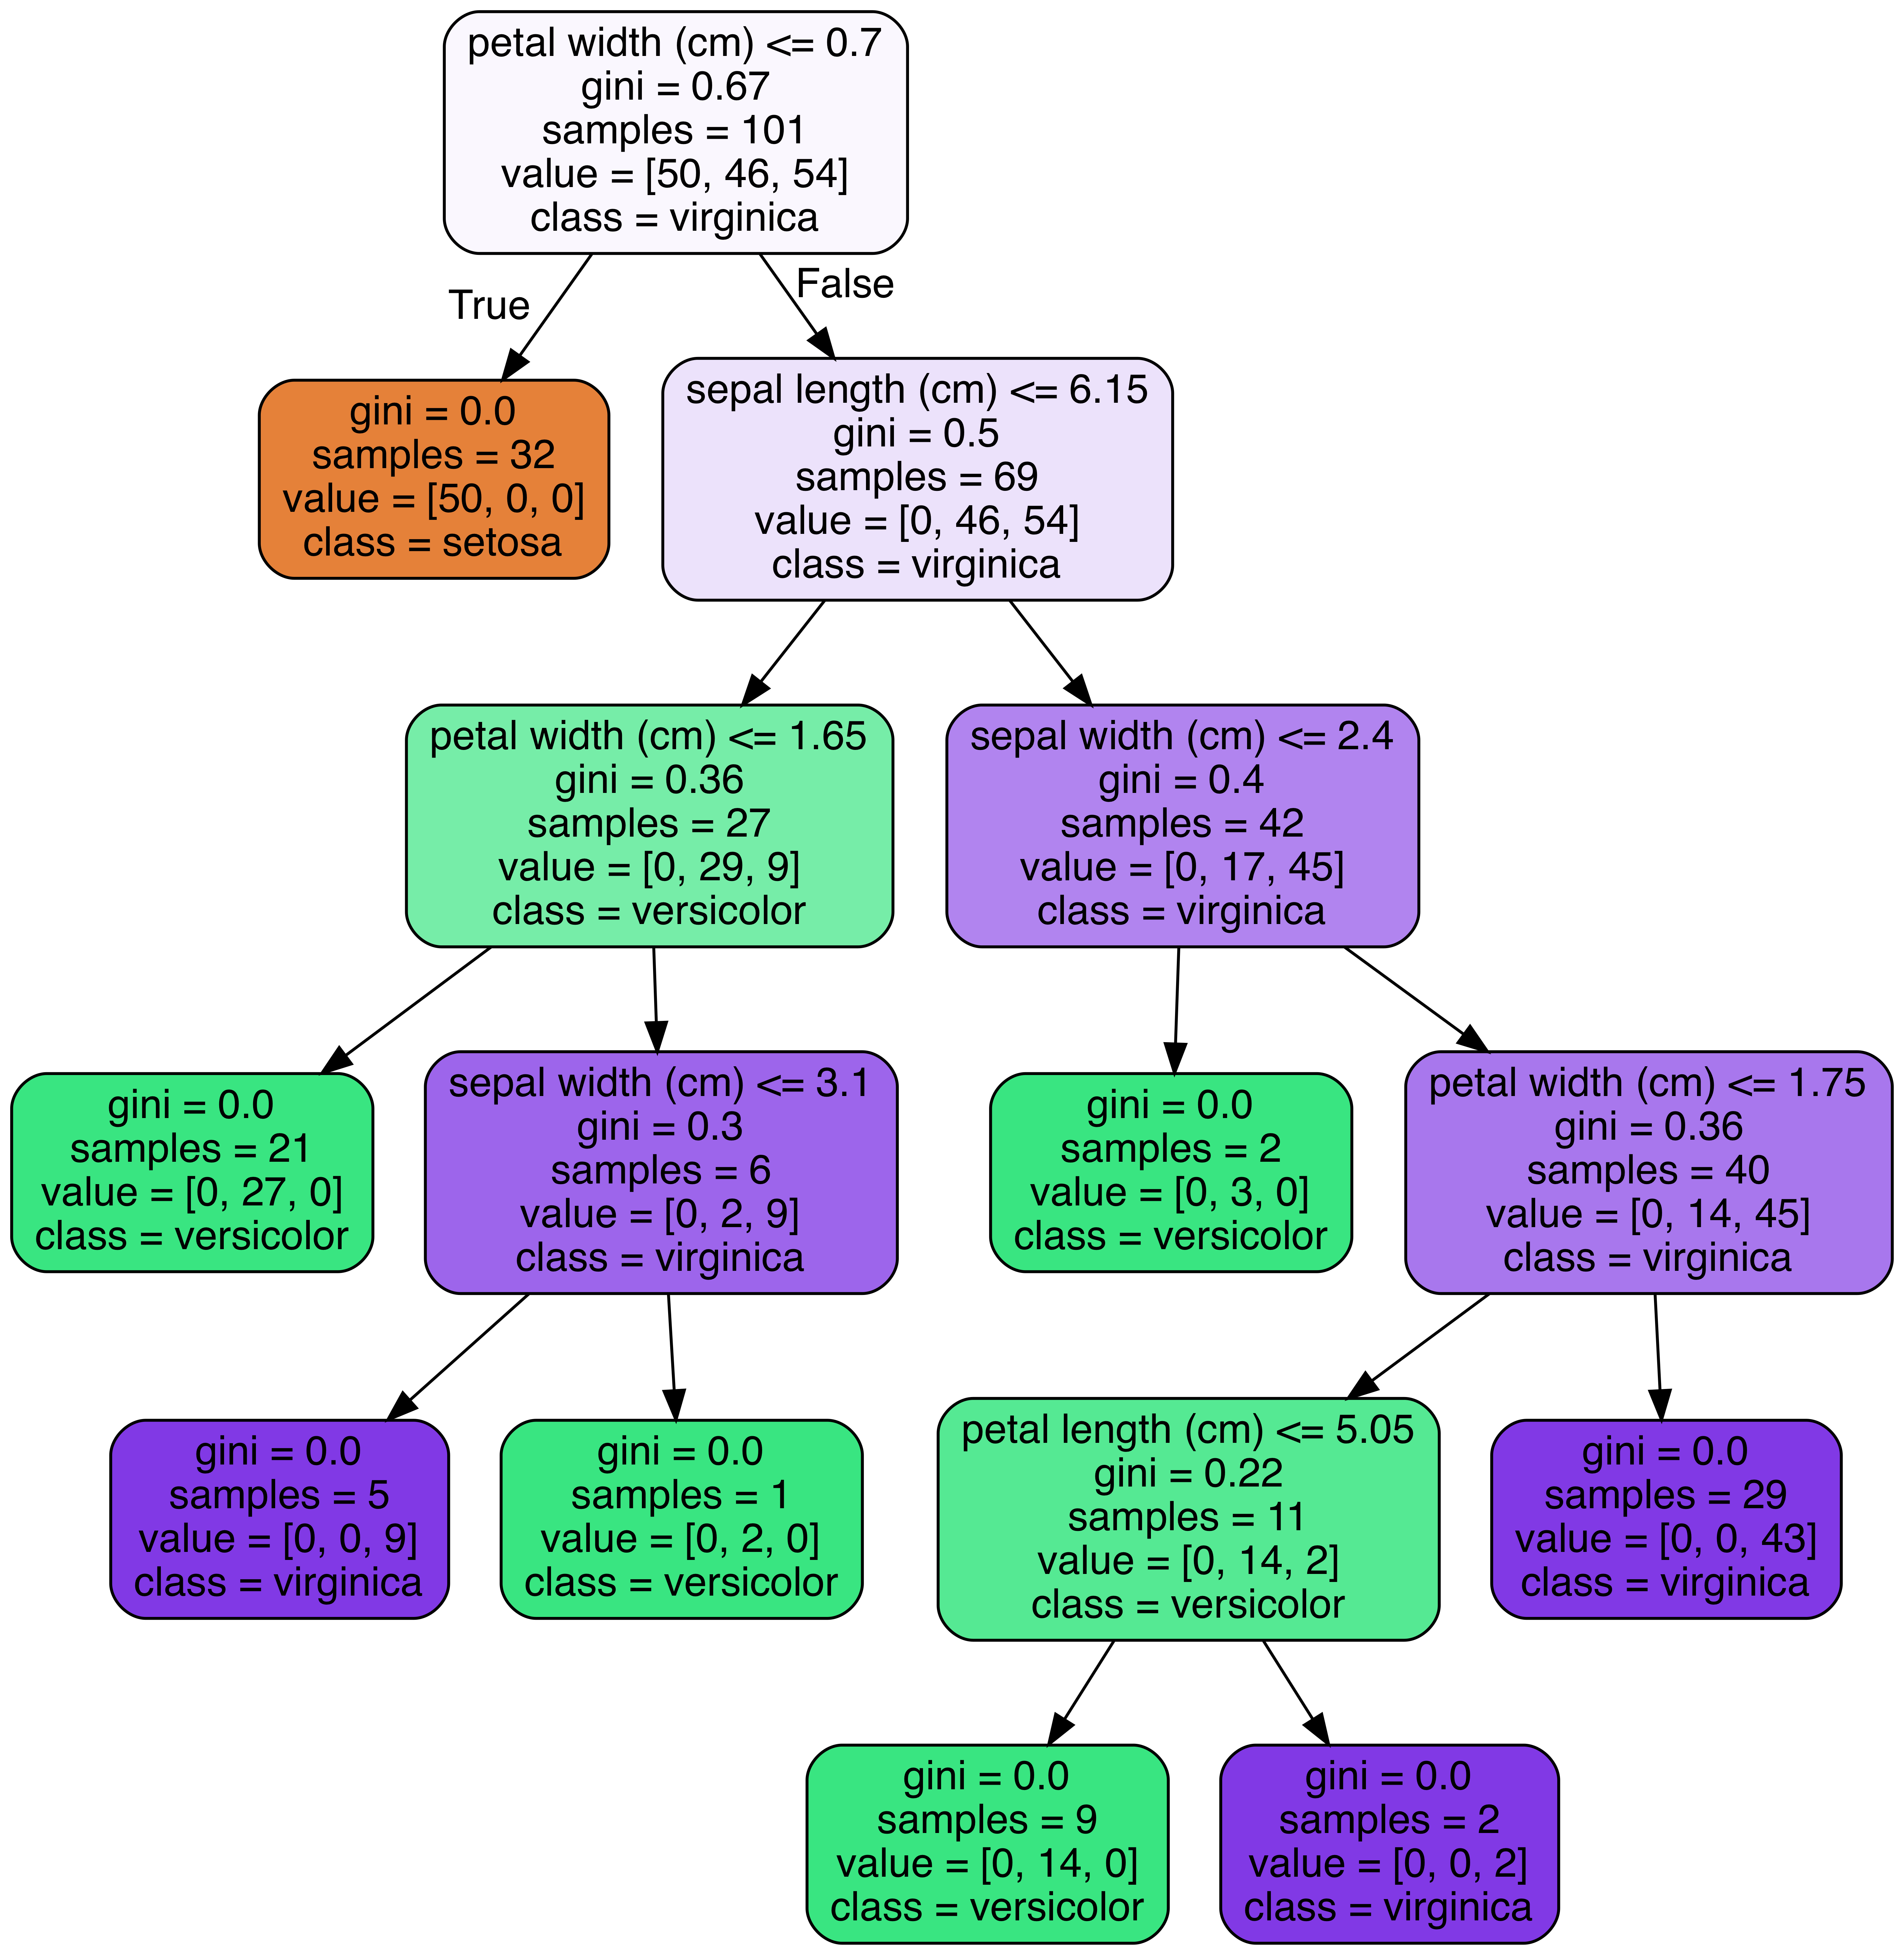 petal width (cm) <= 0.7
gini = 0.67
samples = 101
value = [50, 46, 54]
class = virginica
True
False
gini = 0.0
samples = 32
value = [50, 0, 0]
class = setosa
sepal length (cm) <= 6.15
gini = 0.5
samples = 69
value = [0, 46, 54]
class = virginica
petal width (cm) <= 1.65
gini = 0.36
samples = 27
value = [0, 29, 9]
class = versicolor
sepal width (cm) <= 2.4
gini = 0.4
samples = 42
value = [0, 17, 45]
class = virginica
gini = 0.0
samples = 21
value = [0, 27, 0]
class = versicolor
sepal width (cm) <= 3.1
gini = 0.3
samples = 6
value = [0, 2, 9]
class = virginica
gini = 0.0
samples = 2
value = [0, 3, 0]
class = versicolor
petal width (cm) <= 1.75
gini = 0.36
samples = 40
value = [0, 14, 45]
class = virginica
gini = 0.0
samples = 5
value = [0, 0, 9]
class = virginica
gini = 0.0
samples = 1
value = [0, 2, 0]
class = versicolor
petal length (cm) <= 5.05
gini = 0.22
samples = 11
value = [0, 14, 2]
class = versicolor
gini = 0.0
samples = 29
value = [0, 0, 43]
class = virginica
gini = 0.0
samples = 9
value = [0, 14, 0]
class = versicolor
gini = 0.0
samples = 2
value = [0, 0, 2]
class = virginica